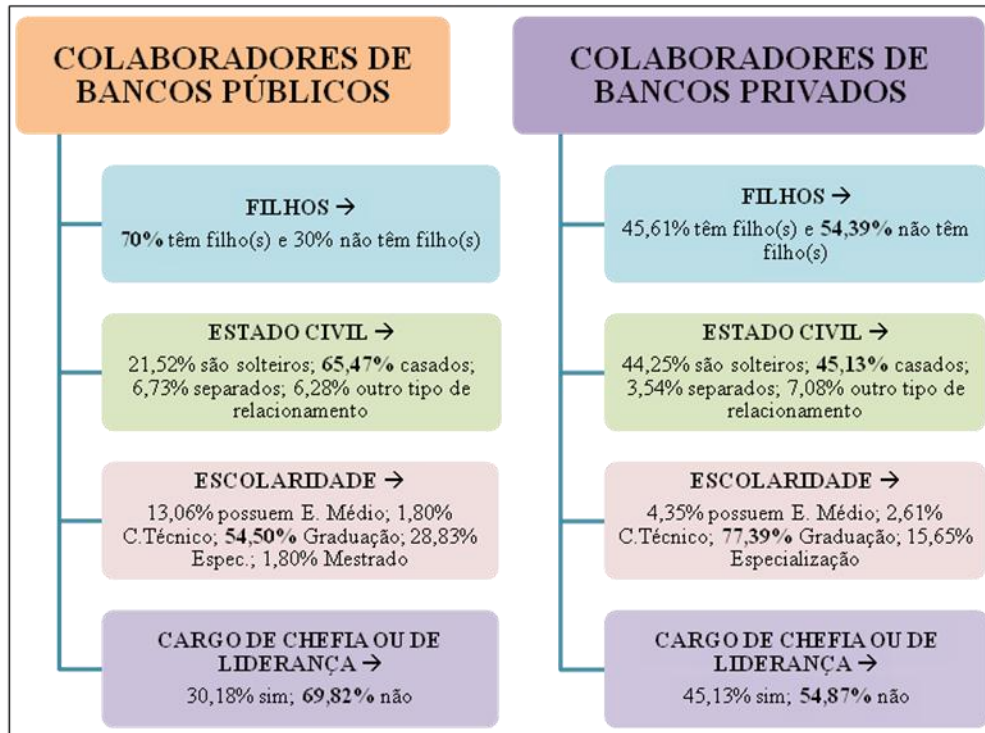 COLABORADORES DE
BANCOS PÚBLICOS
FILHOS →
70% têm filho(s) e 30% não têm filho(s)
ESTADO CIVIL →
21,52% são solteiros; 65,47% casados;
6,73% separados; 6,28% outro tipo de
relacionamento
ESCOLARIDADE →
13,06% possuem E. Médio; 1,80%
C.Técnico; 54,50% Graduação; 28,83%
Espec.; 1,80% Mestrado
CARGO DE CHEFIA OU DE
LIDERANÇA →
30,18% sim; 69,82% não
COLABORADORES DE
BANCOS PRIVADOS
FILHOS →
45,61% têm filho(s) e 54,39% não têm
filho(s)
ESTADO CIVIL →
44,25% são solteiros; 45,13% casados;
3,54% separados; 7,08% outro tipo de
relacionamento
ESCOLARIDADE →
4,35% possuem E. Médio; 2,61%
C.Técnico; 77,39% Graduação; 15,65%
Especialização
CARGO DE CHEFIA OU DE
LIDERANÇA →
45,13% sim; 54,87% não